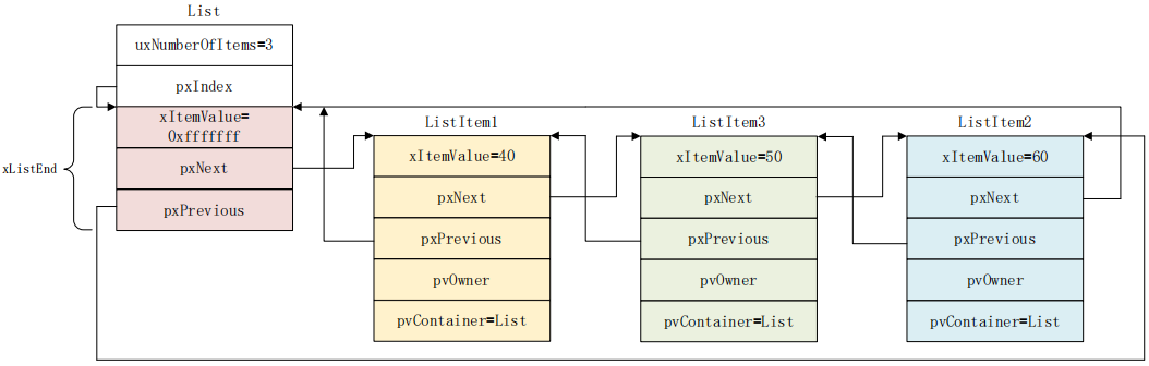 List
uxNumberOfItems=3
pxIndex
xItemValue=
0xfffffff
pxNext
pxPrevious
xListEnd
ListItem1
xItemValue=40
pxNext
pxPrevious
pvOwner
pvContainer=List
ListItem3
xItemValue=50
pxNext
pxPrevious
pvOwner
pvContainer=List
ListItem2
xItemValue=60
pxNext
pxPrevious
pvOwner
pvContainer=List